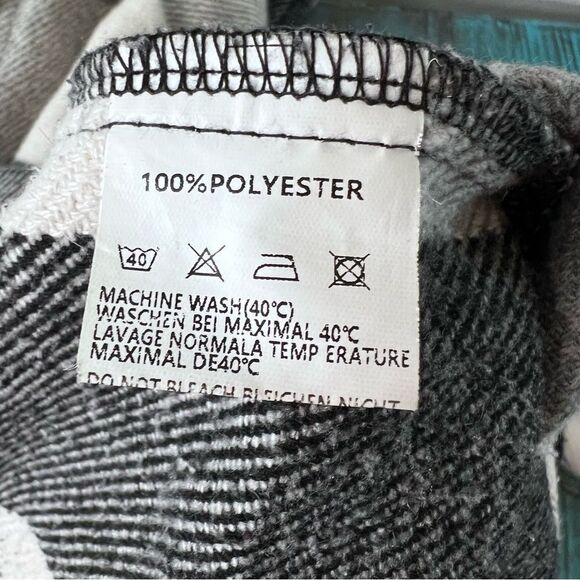 100%POLYESTER
40
MACHINE WASH(40℃)
WASCHEN BEI MAXIMAL 40℃
LAVAGE NORMALA TEMP ERATURE
MAXIMAL DE40℃
DO NOT BLEACH BLEICHEN NICHT